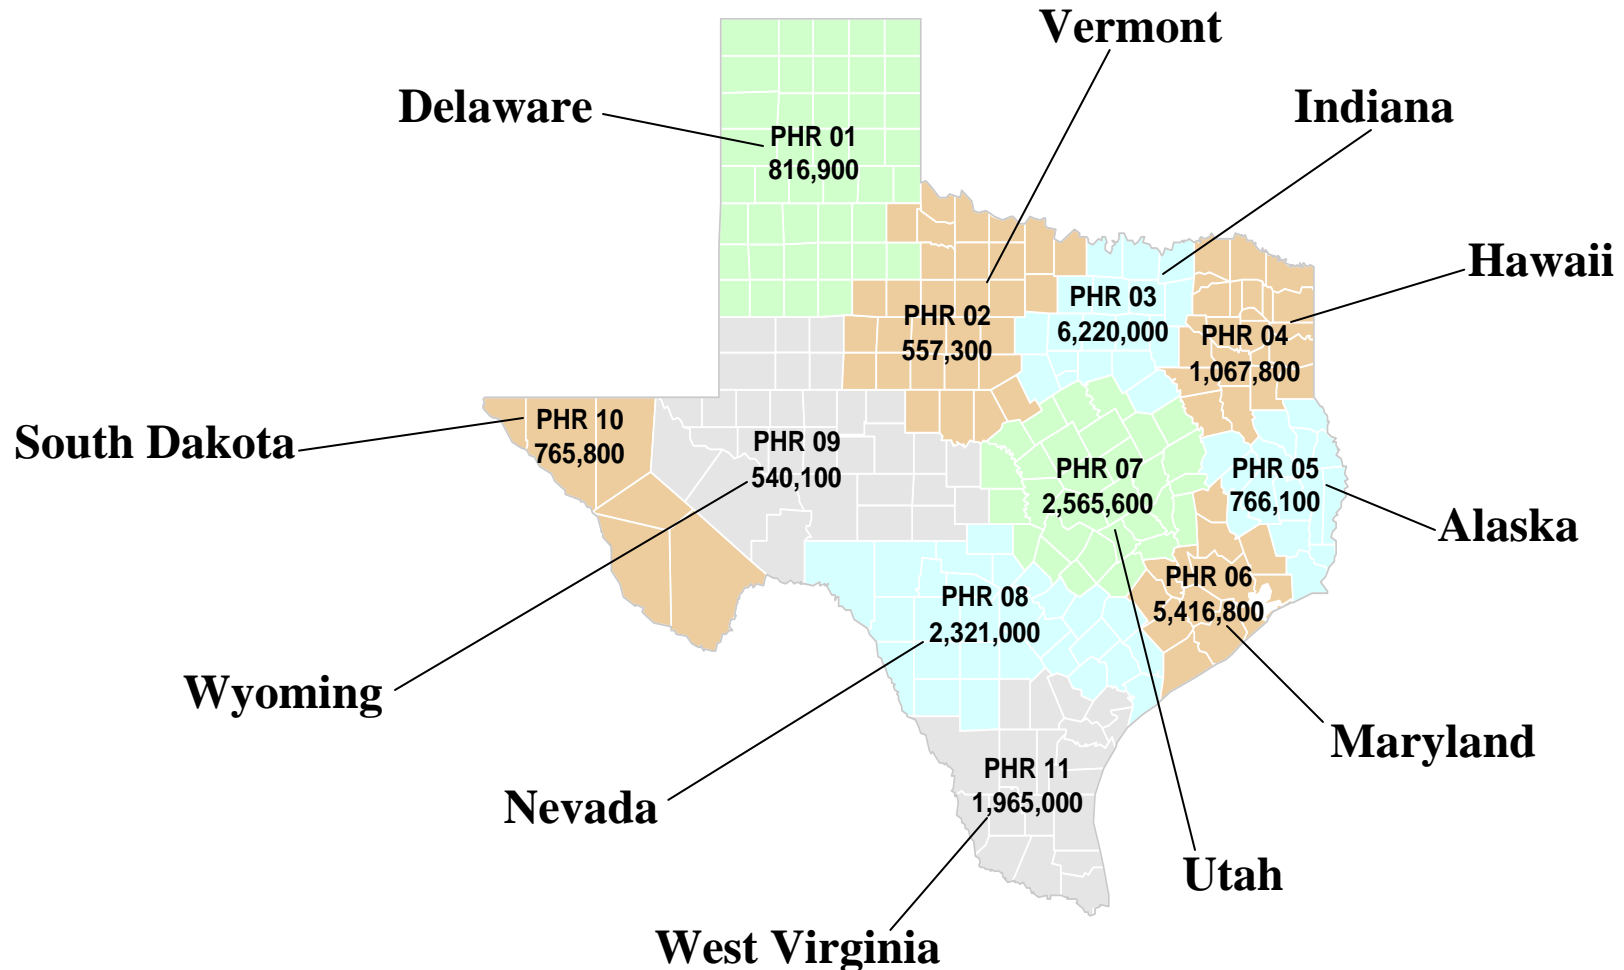 Vermont
Delaware
Indiana
PHR 01
816,900
Hawaii
PHR 02
557,300
PHR 03
6,220,000
PHR 04
1,067,800
South Dakota
PHR 10
765,800
PHR 09
540,100
PHR 07
2,565,600
PHR 05
766,100
Alaska
PHR 08
2,321,000
PHR 06
5,416,800
Wyoming
Maryland
Nevada
PHR 11
1,965,000
Utah
West Virginia